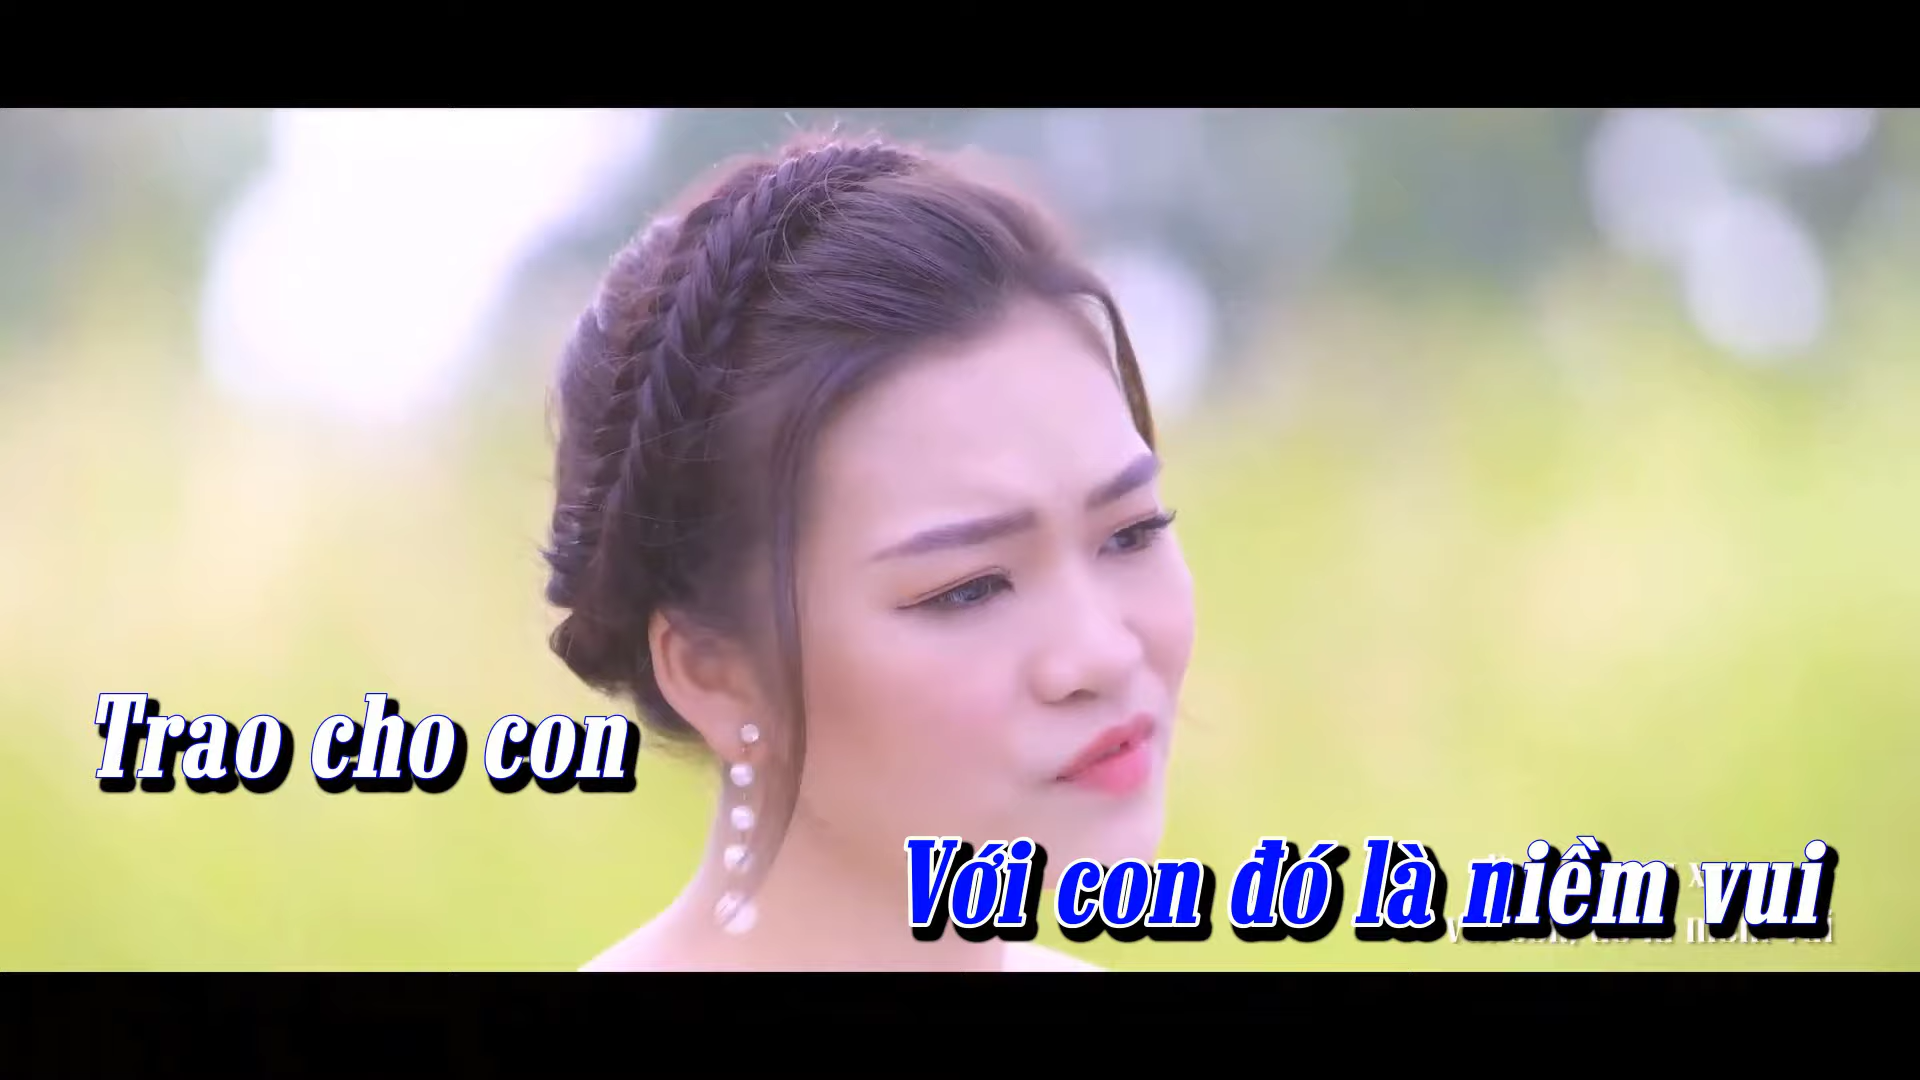 Trao cho con
Với con đó là niềm vui